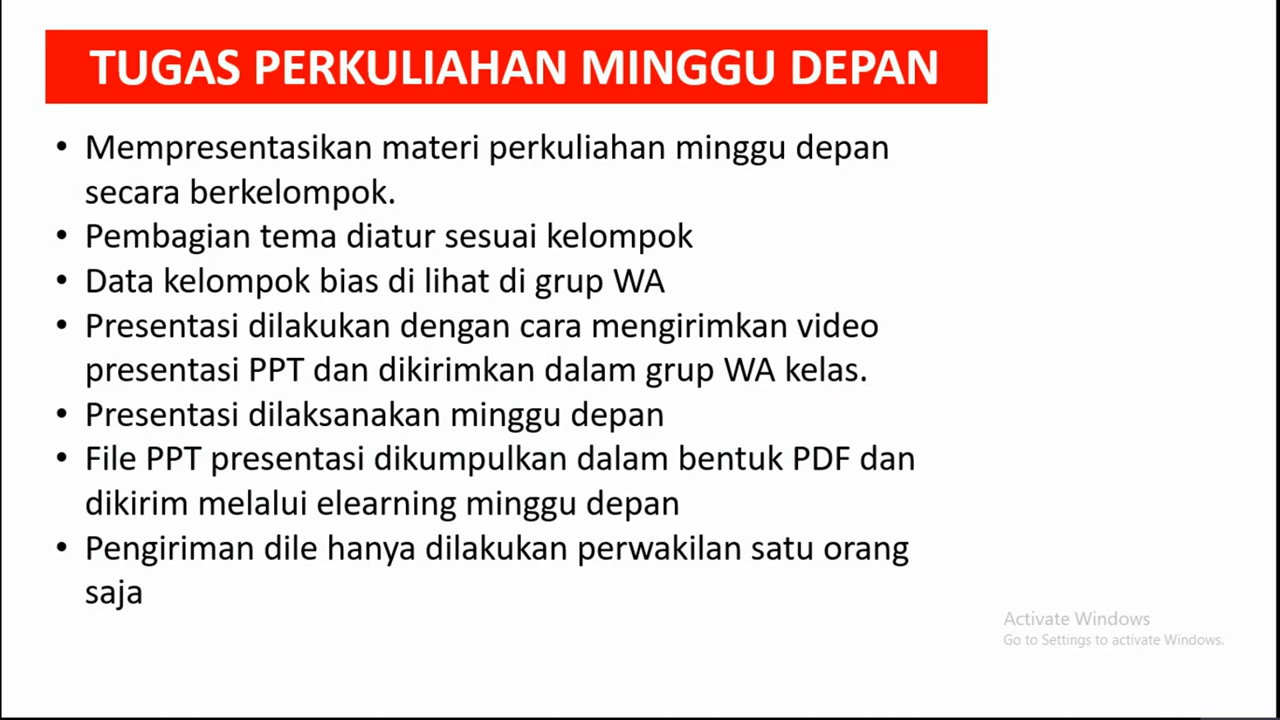 TUGAS PERKULIAHAN MINGGU DEPAN
• Mempresentasikan materi perkuliahan minggu depan
secara berkelompok.
• Pembagian tema diatur sesuai kelompok
• Data kelompok bias di lihat di grup WA
• Presentasi dilakukan dengan cara mengirimkan video
presentasi PPT dan dikirimkan dalam grup WA kelas.
• Presentasi dilaksanakan minggu depan
• File PPT presentasi dikumpulkan dalam bentuk PDF dan
dikirim melalui elearning minggu depan
• Pengiriman dile hanya dilakukan perwakilan satu orang
saja
Activate Windows
Go to Settings to activate Windows.